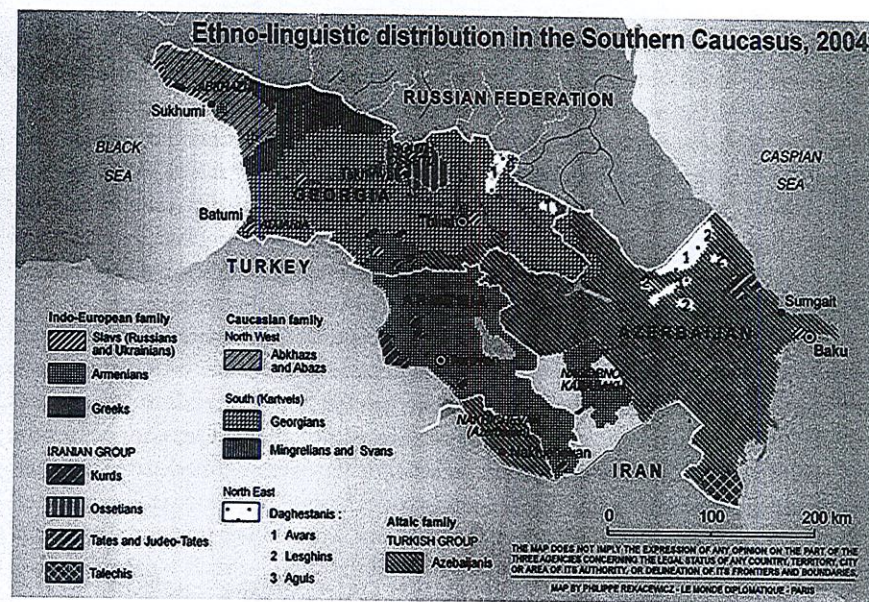 Ethno-linguistic distribution in the Southern Caucasus, 2004
RUSSIAN FEDERATION
Sukhumi
BLACK
SEA
CASPIAN
SEA
GEORGIA
Batumi
TURKEY
Sumgait
AZERBAIJAN
Baku
IRAN
Indo-European family
Slavs (Russians
and Ukrainians)
Armenians
Greeks
IRANIAN GROUP
Kurds
Ossetians
Tates and Judeo-Tates
Talechis
Caucasian family
North West
Abkhazs
and Abazs
South (Kartvels)
Georgians
Mingrelians and Svans
North East
Daghestanis :
1 Avars
2 Lesghins
3 Aguls
Altaic family
TURKISH GROUP
Azebaijanis
0 100 200 km
THE MAP DOES NOT IMPLY THE EXPRESSION OF ANY OPINION ON THE PART OF THE
THREE AGENCIES CONCERNING THE LEGAL STATUS OF ANY COUNTRY, TERRITORY, CITY
OR AREA OF ITS AUTHORITY, OR DELINEATION OF ITS FRONTIERS AND BOUNDARIES.
MAP BY PHILIPPE REKACEWICZ - LE MONDE DIPLOMATIQUE - PARIS